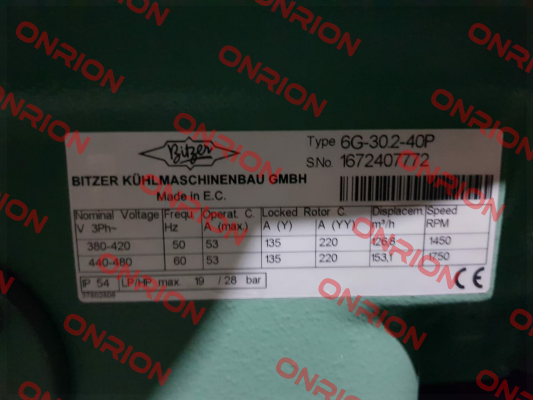 Bitzer
Type 6G-30.2-40P
S.No. 1672407772
BITZER KÜHLMASCHINENBAU GMBH
Made in E.C.
Nominal Voltage Frequ. Operat. C. Locked Rotor C. Displacem. Speed
V 3Ph~ Hz A (max.) A (Y) A (YY) m³/h RPM
380-420 50 53 135 220 126,8 1450
440-480 60 53 135 220 153,1 1750
IP 54 LP/HP max 19 / 28 bar CE
ONRION